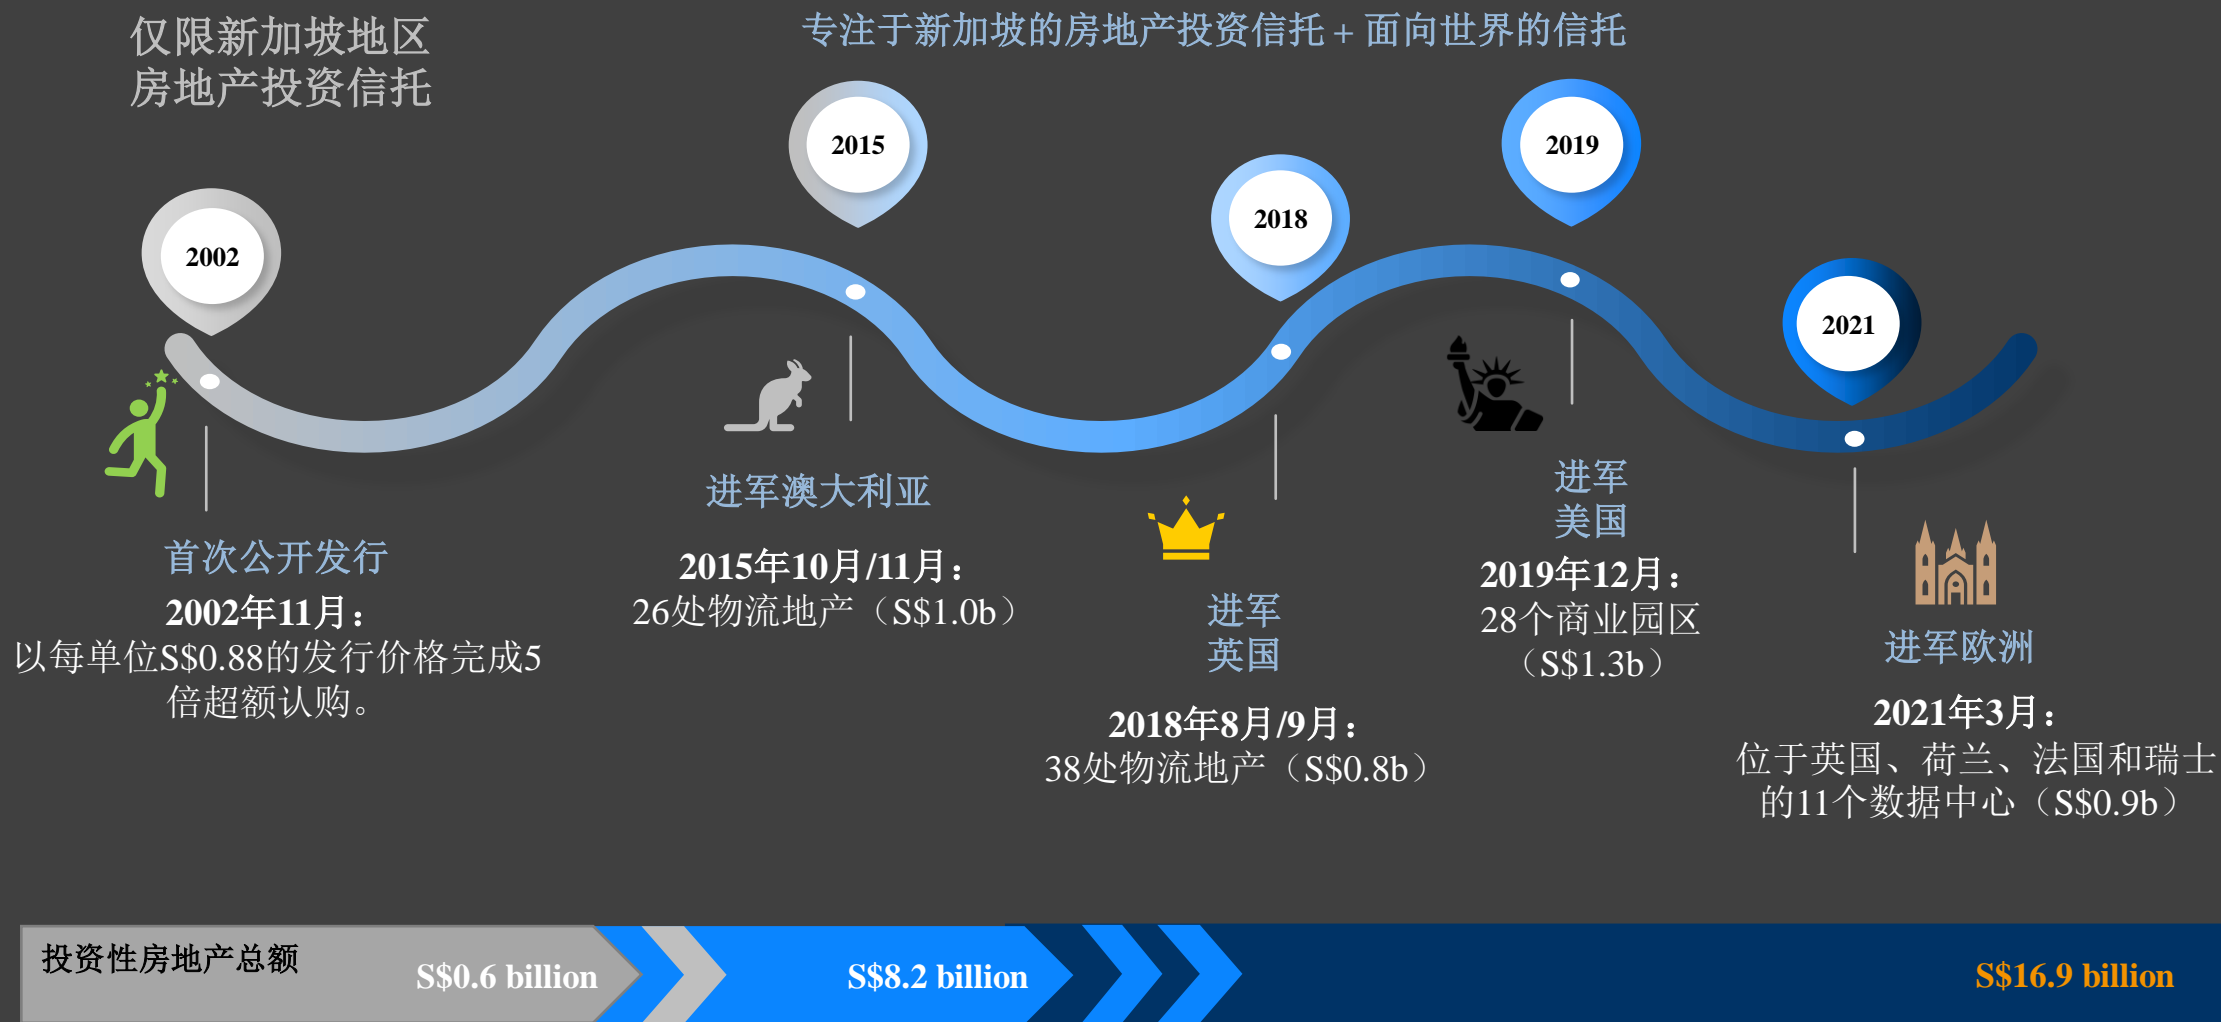 仅限新加坡地区
房地产投资信托
专注于新加坡的房地产投资信托 + 面向世界的信托
2002
首次公开发行
2002年11月：
以每单位S$0.88的发行价格完成5
倍超额认购。
2015
进军澳大利亚
2015年10月/11月：
26处物流地产（S$1.0b）
2018
进军
英国
2018年8月/9月：
38处物流地产（S$0.8b）
2019
进军
美国
2019年12月：
28个商业园区
（S$1.3b）
2021
进军欧洲
2021年3月：
位于英国、荷兰、法国和瑞士
的11个数据中心（S$0.9b）
投资性房地产总额
S$0.6 billion
S$8.2 billion
S$16.9 billion